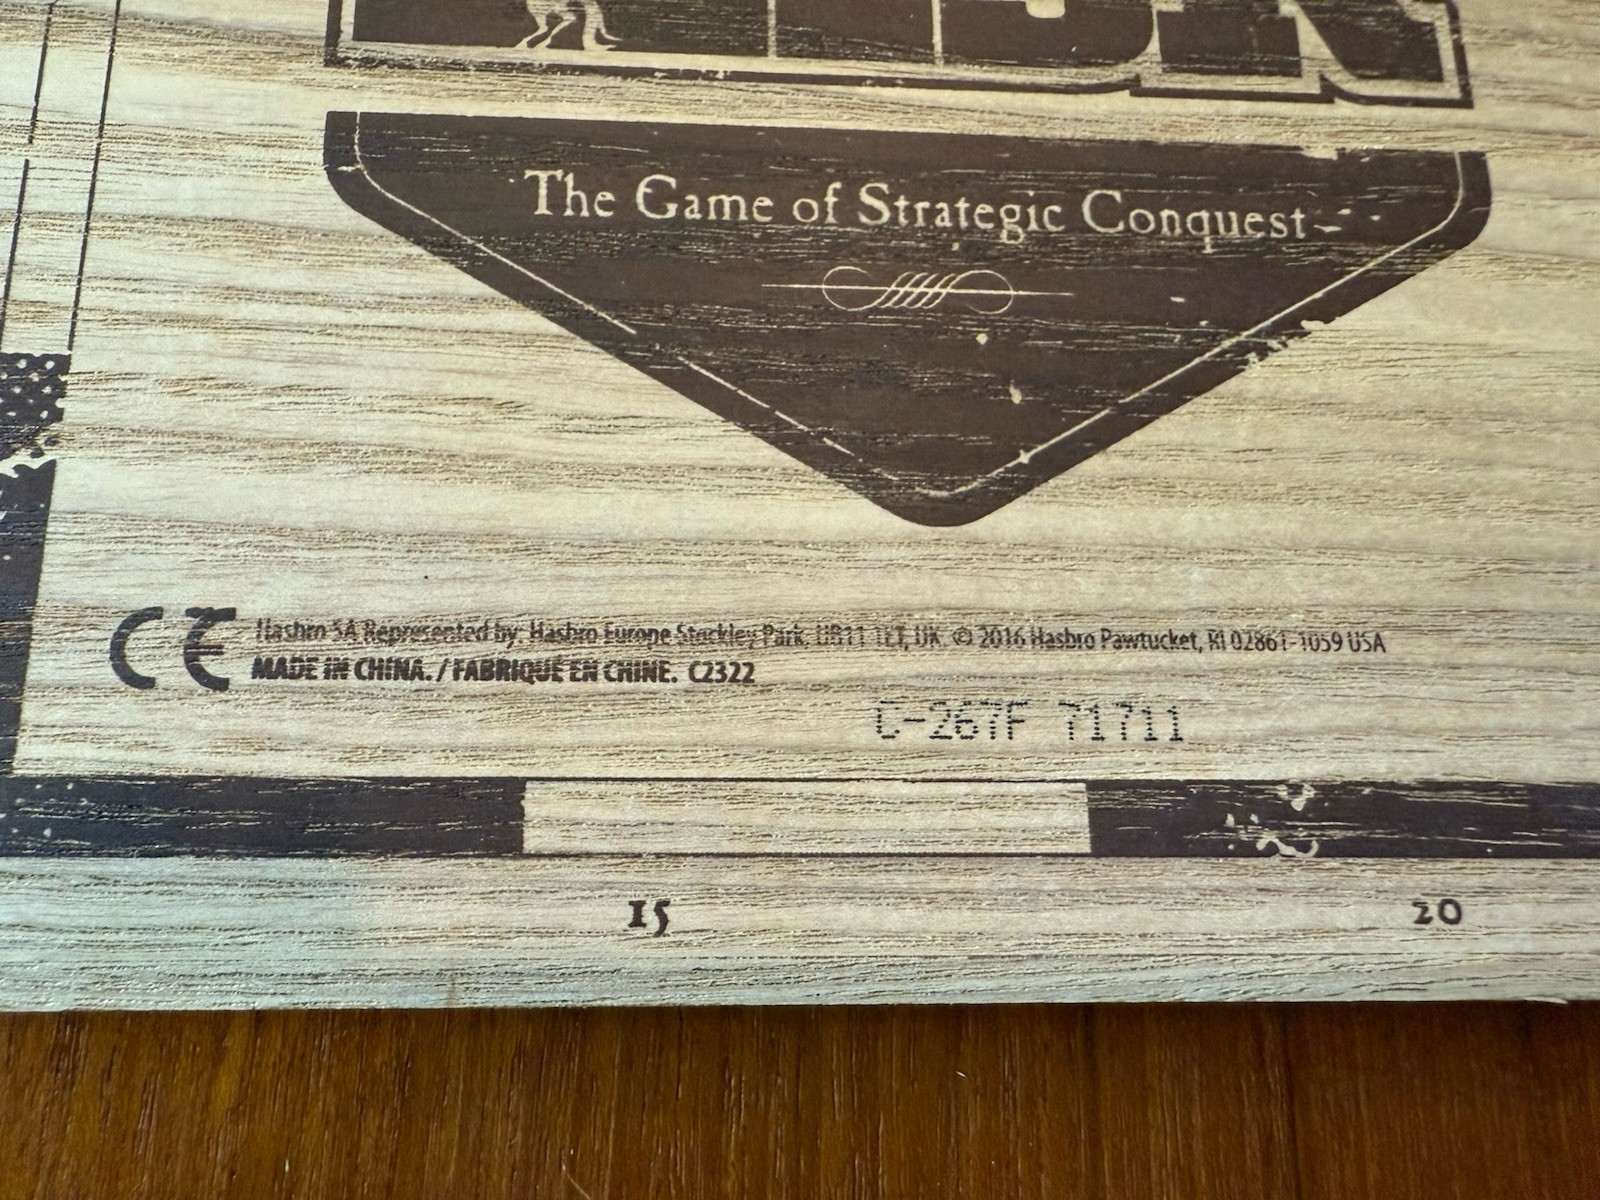 The Game of Strategic Conquest
CE Hasbro SA Represented by: Hasbro Europe Stockley Park, UB11 1ET, UK. © 2016 Hasbro Pawtucket, RI 02861-1059 USA
MADE IN CHINA. / FABRIQUÉ EN CHINE. C2322
C-267F 71711
15 20